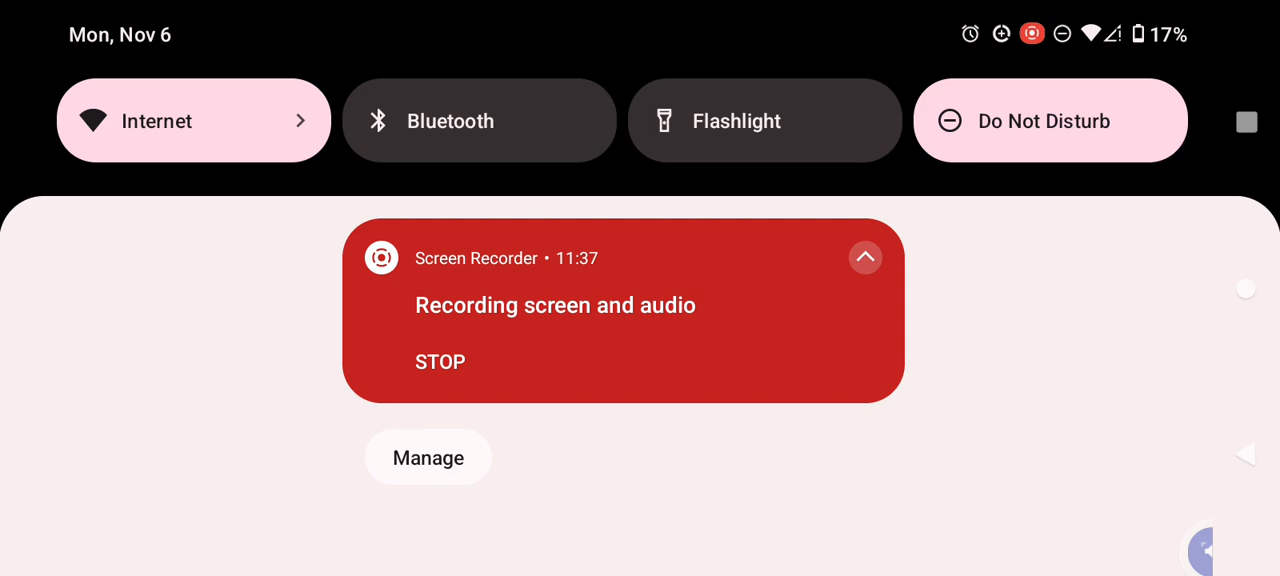 Mon, Nov 6
17%
Internet
Bluetooth
Flashlight
Do Not Disturb
Screen Recorder • 11:37
Recording screen and audio
STOP
Manage